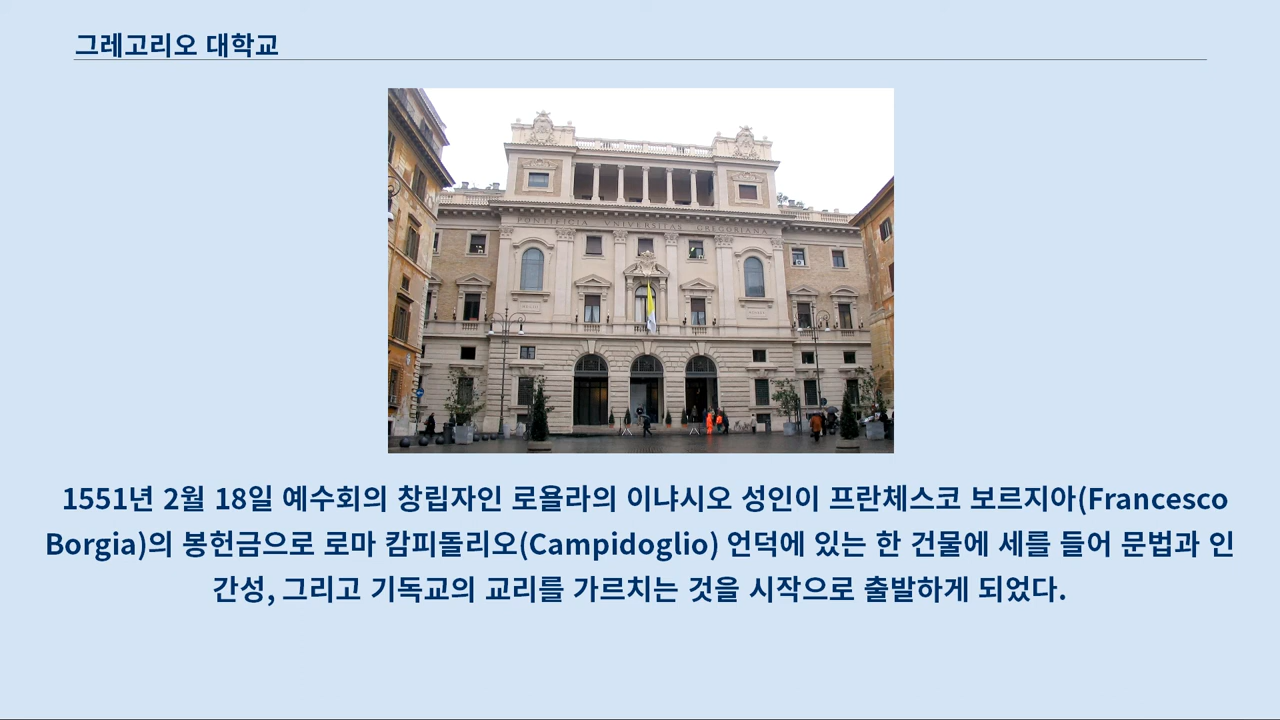 그레고리오 대학교
PONTIFICIA VNIVERSITAS GREGORIANA
1551년 2월 18일 예수회의 창립자인 로욜라의 이냐시오 성인이 프란체스코 보르지아(Francesco
Borgia)의 봉헌금으로 로마 캄피돌리오(Campidoglio) 언덕에 있는 한 건물에 세를 들어 문법과 인
간성, 그리고 기독교의 교리를 가르치는 것을 시작으로 출발하게 되었다.